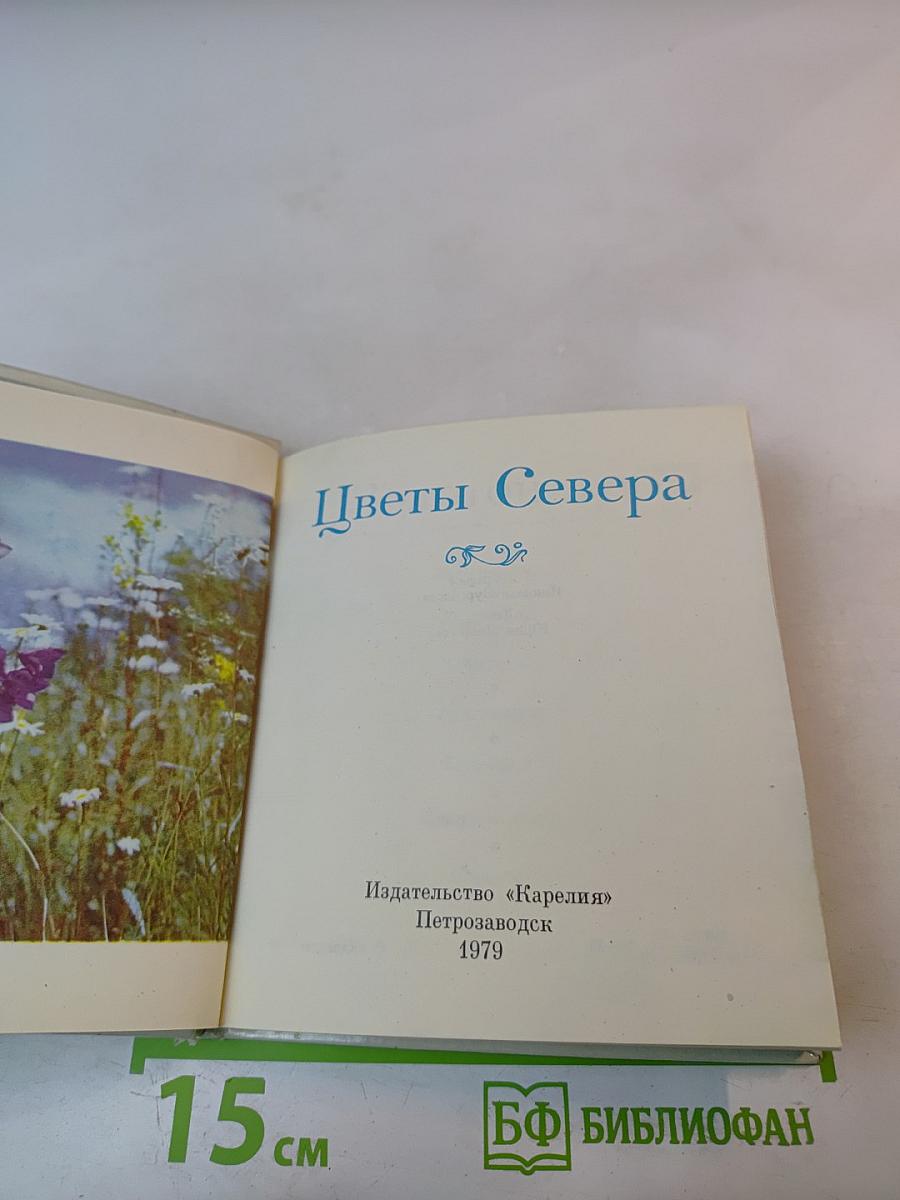 Цветы Севера
Издательство «Карелия»
Петрозаводск
1979
15 см
БФ БИБЛИОФАН